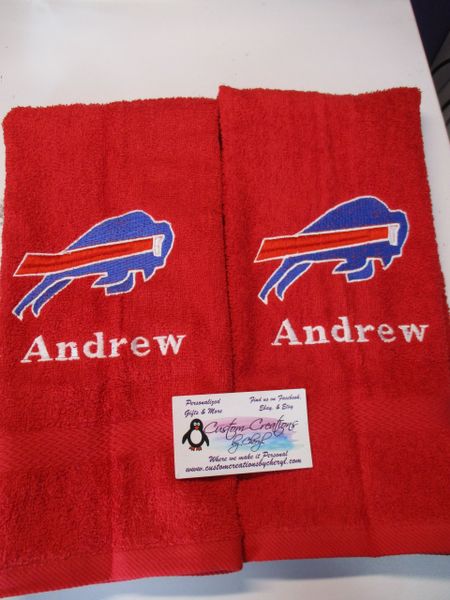 Andrew
Andrew
Personalized
Gifts & More
Find us on Facebook,
Ebay, & Etsy
Custom Creations
by Cheryl
Where we make it Personal
www.customcreationsbycheryl.com